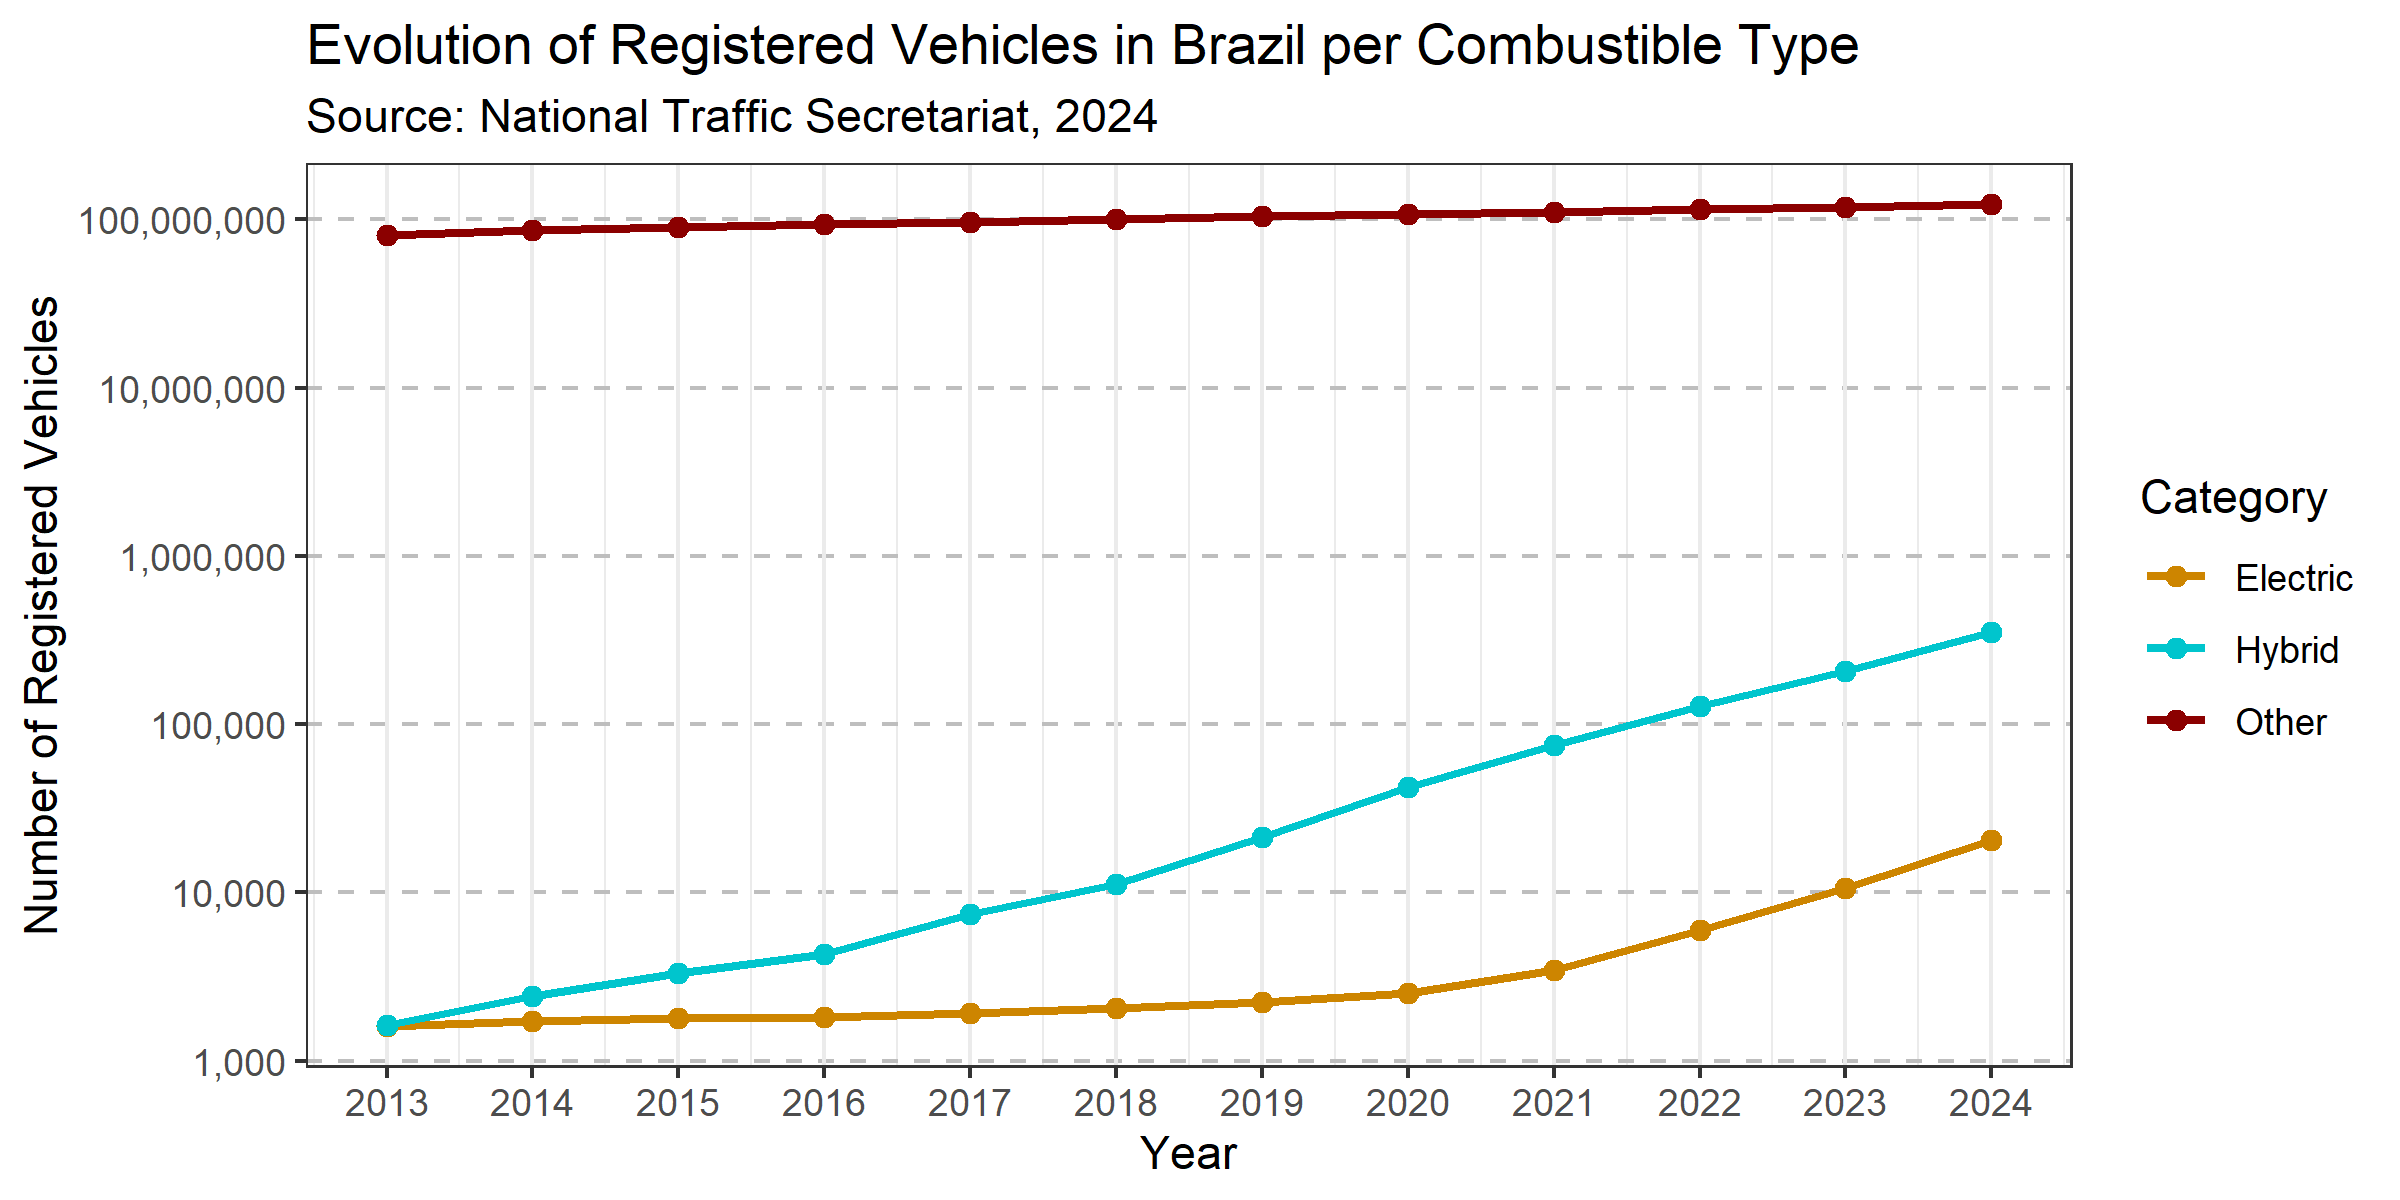 Evolution of Registered Vehicles in Brazil per Combustible Type
Source: National Traffic Secretariat, 2024
Number of Registered Vehicles
100,000,000
10,000,000
1,000,000
100,000
10,000
1,000
2013 2014 2015 2016 2017 2018 2019 2020 2021 2022 2023 2024
Year
Category
Electric
Hybrid
Other